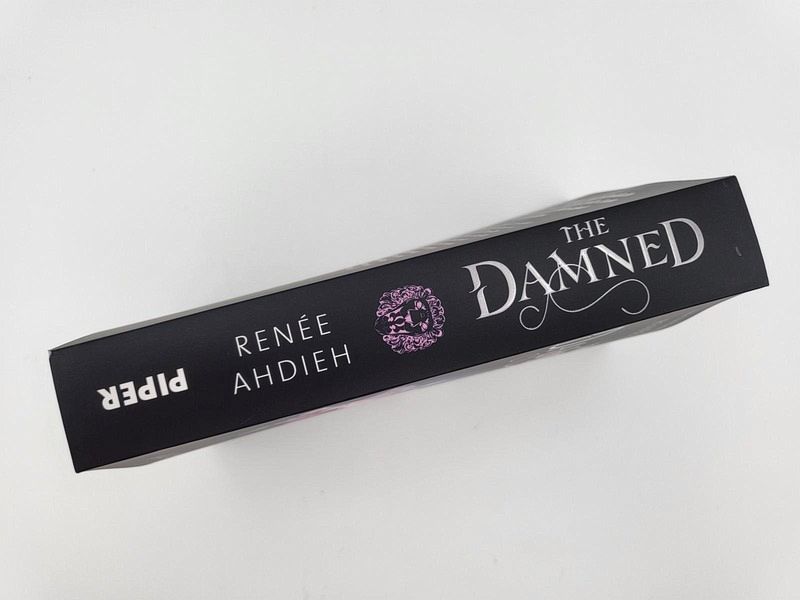 PIPER
RENÉE
AHDIEH
THE
DAMNED